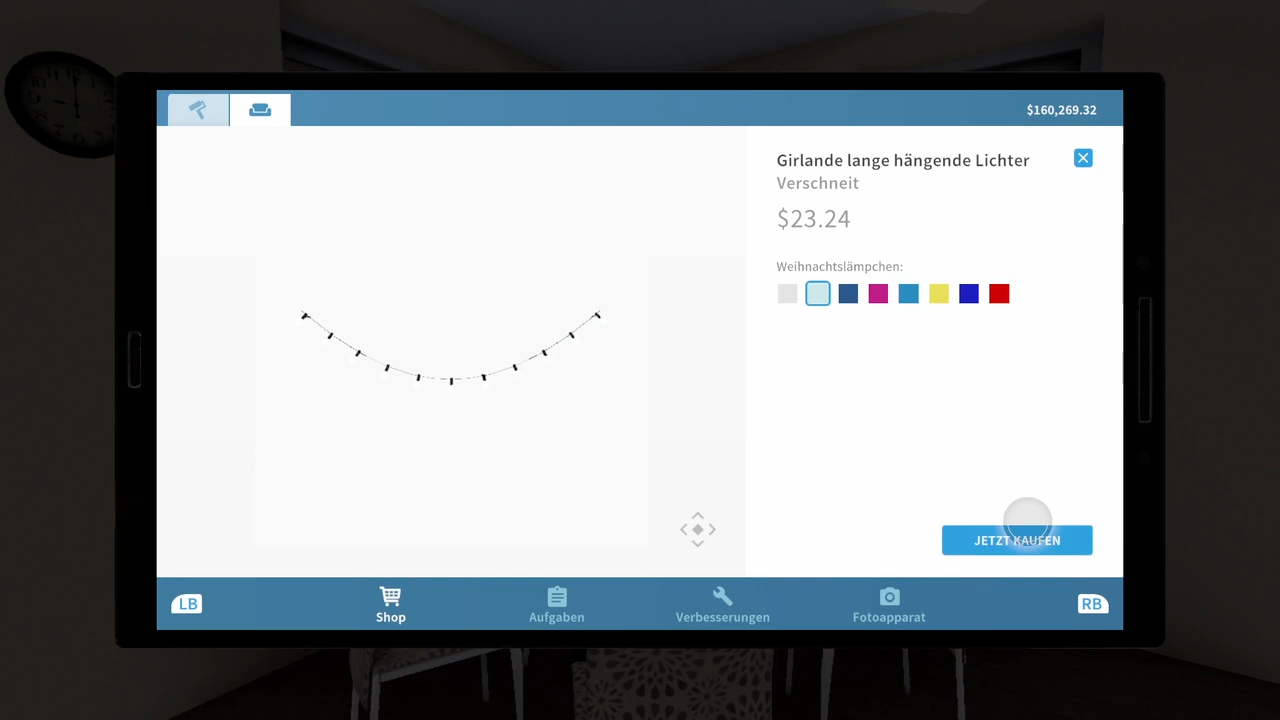 $160,269.32
Girlande lange hängende Lichter
Verschneit
$23.24
Weihnachtslämpchen:
JETZT KAUFEN
LB
Shop
Aufgaben
Verbesserungen
Fotoapparat
RB